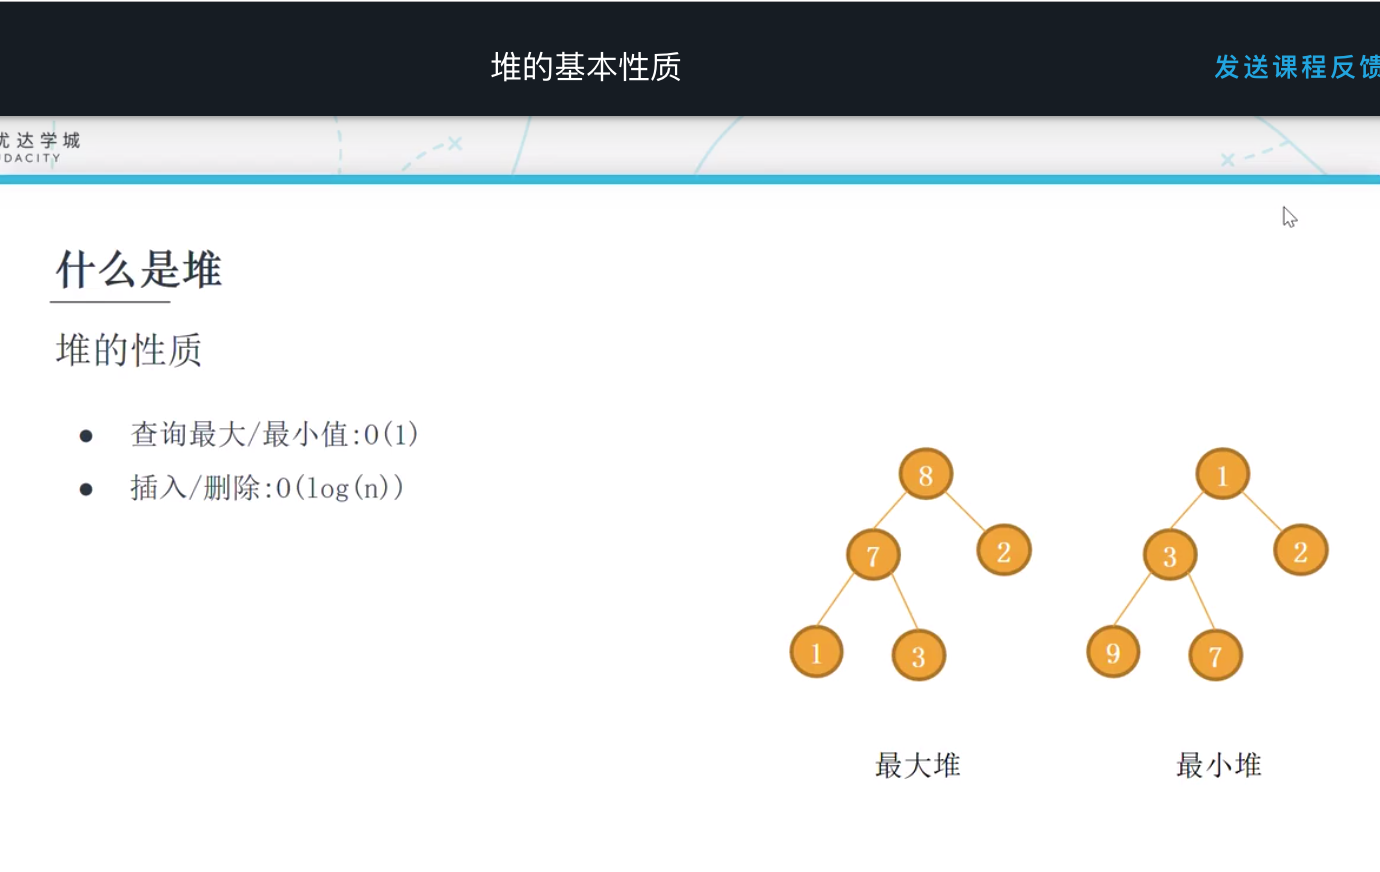 堆的基本性质
发送课程反馈
优达学城
UDACITY
什么是堆
堆的性质
● 查询最大/最小值:O(1)
● 插入/删除:O(log(n))
8
1
7
2
3
2
1
3
9
7
最大堆
最小堆